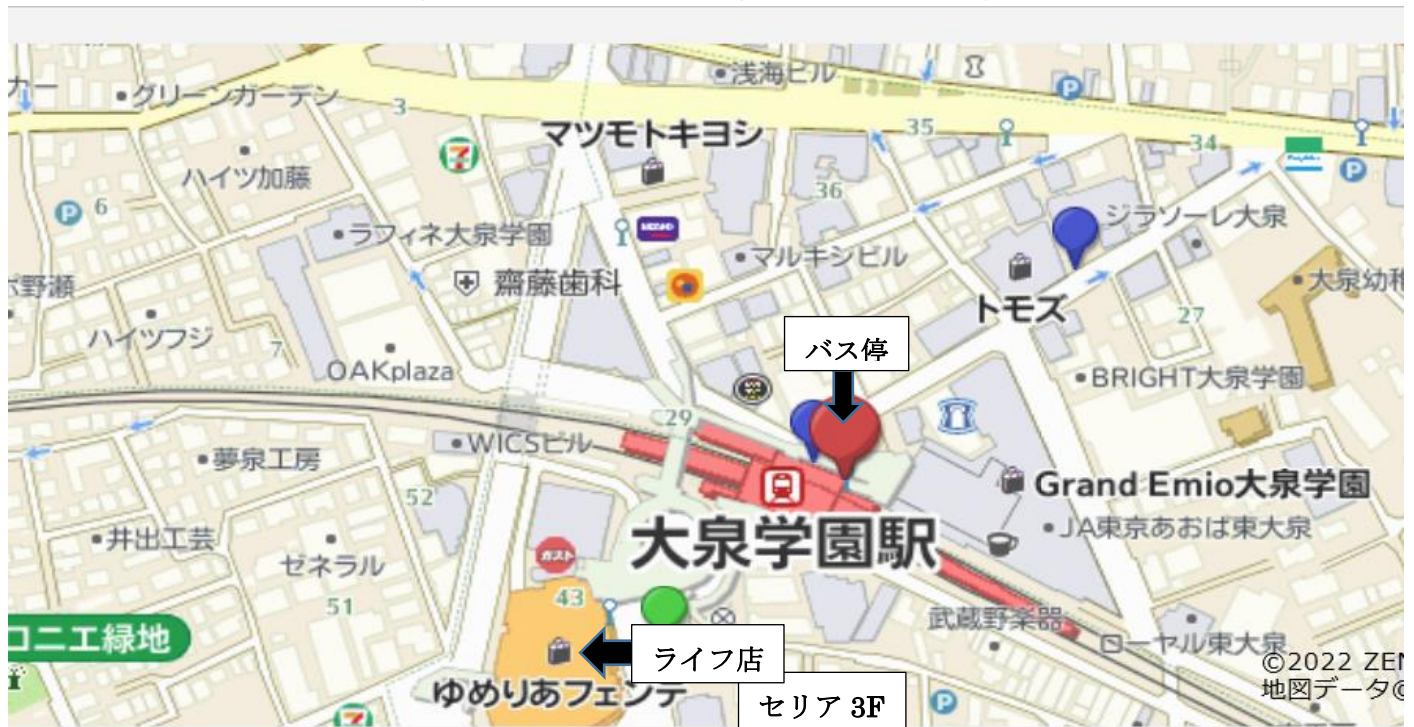 浅海ビル
カー
グリーンガーデン
3
35
34
マツモトキヨシ
ハイツ加藤
36
6
ラフィネ大泉学園
ジラソーレ大泉
マルキシビル
齋藤歯科
野瀬
大泉幼稚
トモズ
27
ハイツフジ
7
バス停
OAKplaza
BRIGHT大泉学園
29
WICSビル
夢泉工房
52
Grand Emio大泉学園
JA東京あおば東大泉
大泉学園駅
井出工芸
ゼネラル
ガスト
43
51
武蔵野楽器
ローヤル東大泉
コニエ緑地
ライフ店
©2022 ZEN
地図データ©
ゆめりあフェンテ
セリア 3F